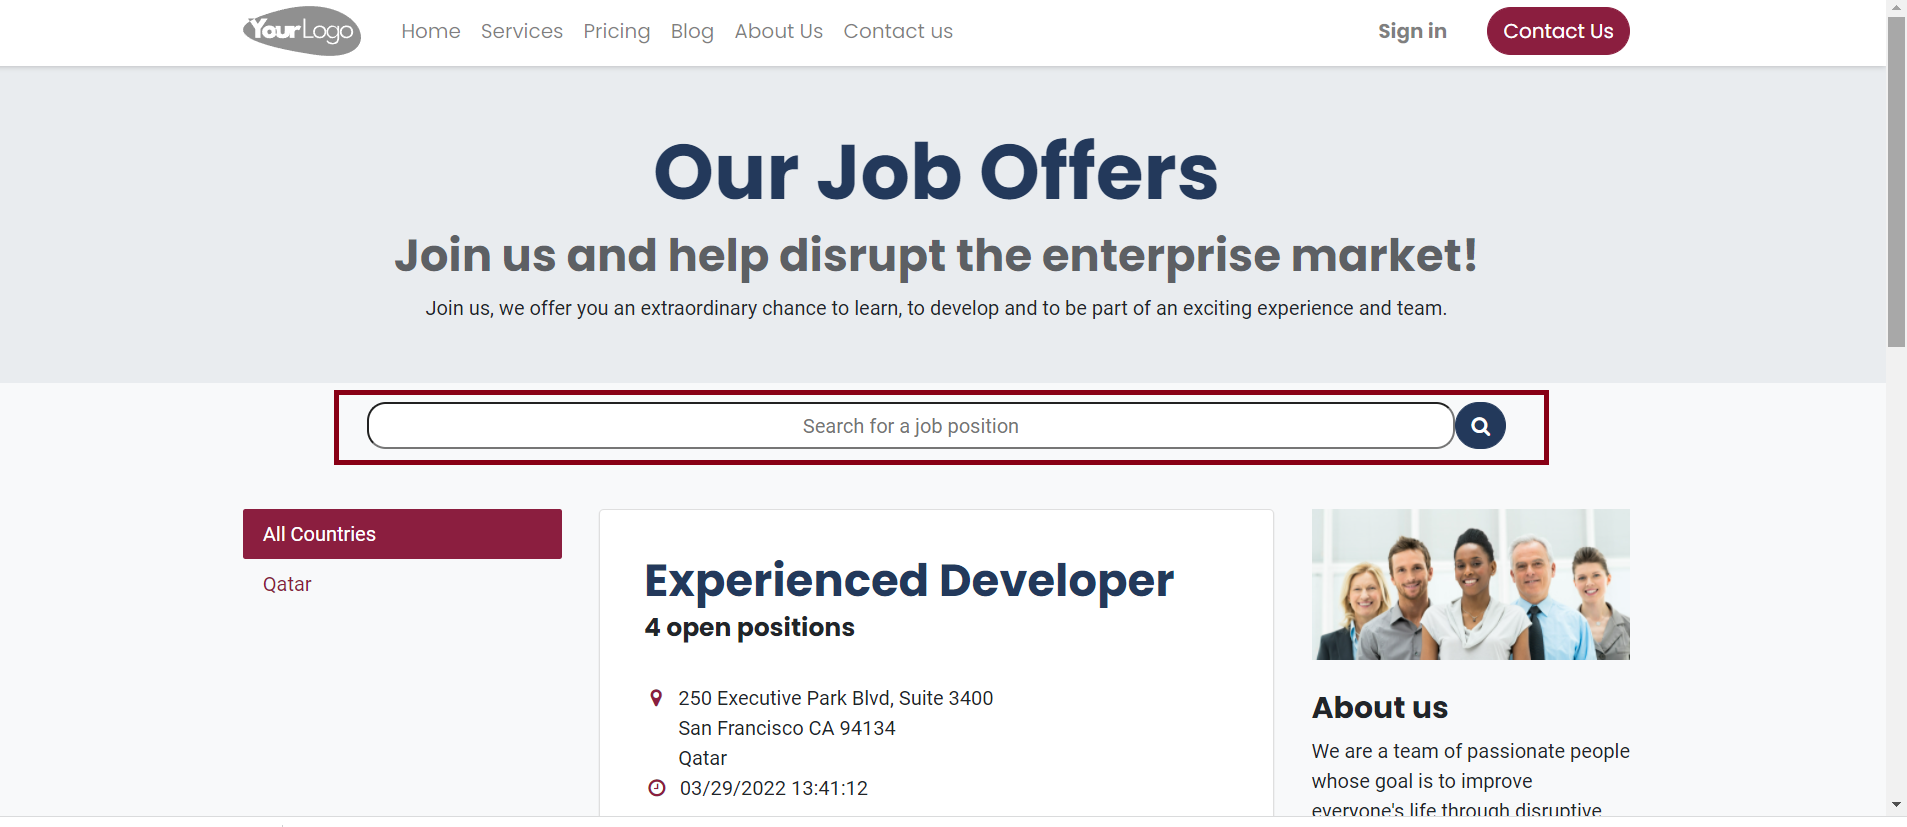 YourLogo
Home Services Pricing Blog About Us Contact us Sign in Contact Us
Our Job Offers
Join us and help disrupt the enterprise market!
Join us, we offer you an extraordinary chance to learn, to develop and to be part of an exciting experience and team.
Search for a job position
All Countries
Qatar
Experienced Developer
4 open positions
250 Executive Park Blvd, Suite 3400
San Francisco CA 94134
Qatar
03/29/2022 13:41:12
About us
We are a team of passionate people
whose goal is to improve
everyone's life through disruptive